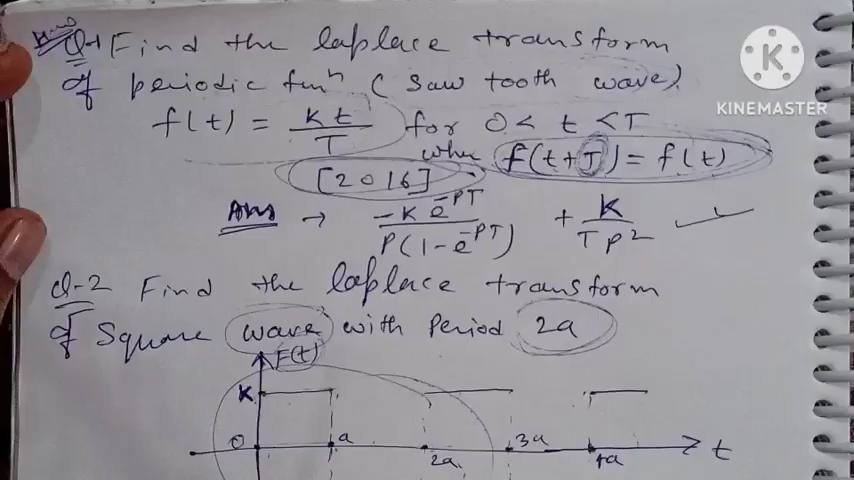 Q-1 Find the laplace transform
of periodic funⁿ (saw tooth wave).
K
KINEMASTER
f(t) = Kt/T for 0 < t < T
when f(t+T) = f(t)
[2016]
Ans → -K e^-PT / P(1-e^-PT) + K / TP²
Q-2 Find the laplace transform
of Square wave with Period 2a
F(t)
K
0 a 2a 3a 4a t